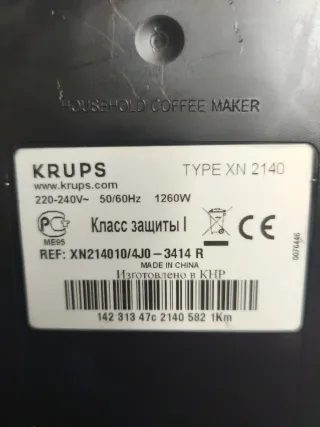 HOUSEHOLD COFFEE MAKER
KRUPS TYPE XN 2140
www.krups.com
220-240V~ 50/60Hz 1260W
Класс защиты I
ME95
REF: XN214010/4J0-3414 R
MADE IN CHINA
Изготовлено в КНР
0076446
142 313 47c 2140 582 1Km